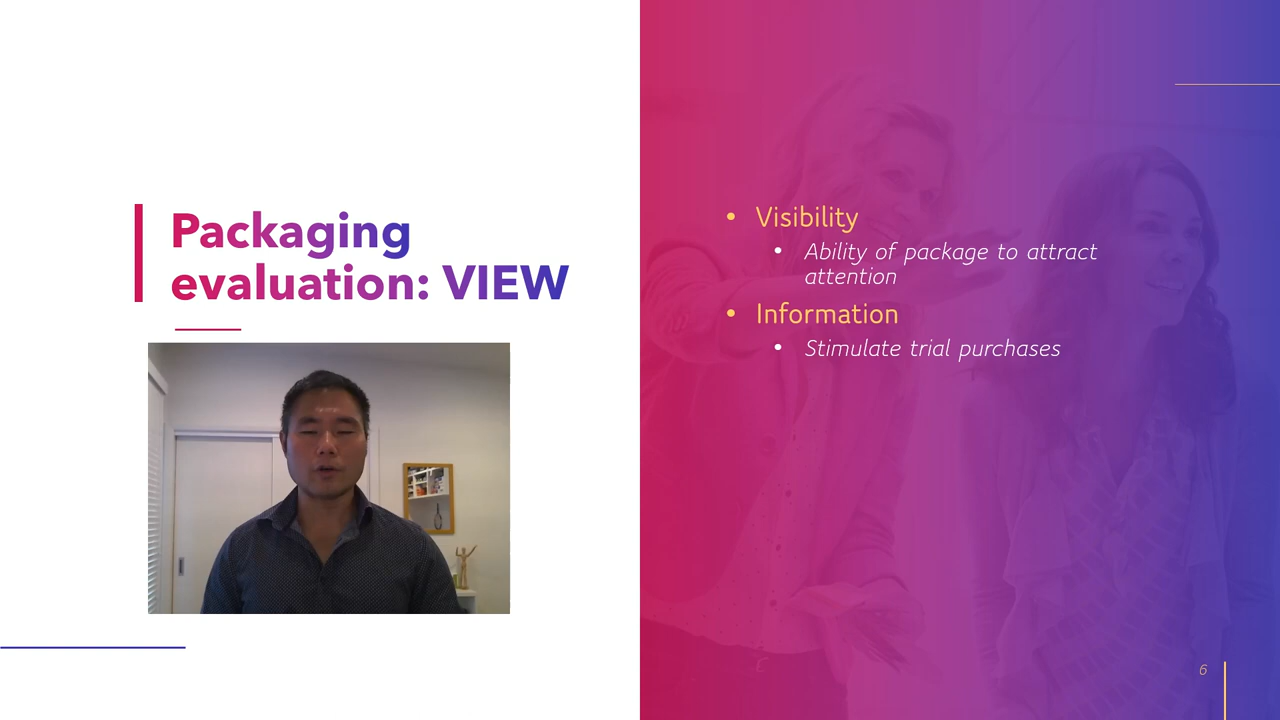 Packaging
evaluation: VIEW
• Visibility
• Ability of package to attract
attention
• Information
• Stimulate trial purchases
6